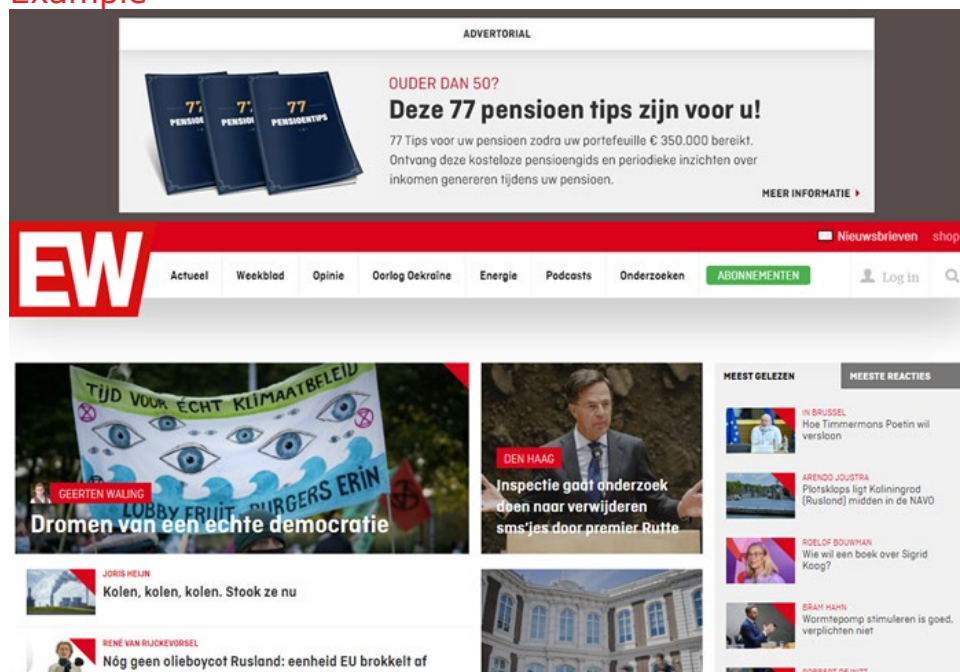 Example
ADVERTORIAL
77
PENSIOENTIPS
OUDER DAN 50?
Deze 77 pensioen tips zijn voor u!
77 Tips voor uw pensioen zodra uw portefeuille € 350.000 bereikt.
Ontvang deze kosteloze pensioengids en periodieke inzichten over
inkomen genereren tijdens uw pensioen.
MEER INFORMATIE
Nieuwsbrieven shop
EW
Actueel Weekblad Opinie Oorlog Oekraïne Energie Podcasts Onderzoeken ABONNEMENTEN Log in
TIJD VOOR ECHT KLIMAATBELEID
LOBBY ERUIT, BURGERS ERIN
GEERTEN WALING
Dromen van een echte democratie
DEN HAAG
Inspectie gaat onderzoek
doen naar verwijderen
sms'jes door premier Rutte
JORIS HEIJN
Kolen, kolen, kolen. Stook ze nu
RENÉ VAN RIJCKEVORSEL
Nóg geen olieboycot Rusland: eenheid EU brokkelt af
MEEST GELEZEN MEESTE REACTIES
IN BRUSSEL
Hoe Timmermans Poetin wil
verslaan
ARENDO JOUSTRA
Plotsklaps ligt Kaliningrad
(Rusland) midden in de NAVO
ROELOF BOUWMAN
Wie wil een boek over Sigrid
Kaag?
BRAM HAHN
Warmtepomp stimuleren is goed,
verplichten niet